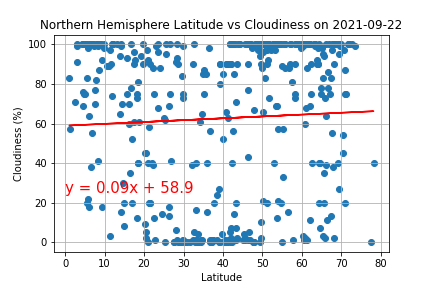 Northern Hemisphere Latitude vs Cloudiness on 2021-09-22
100
80
60
40
20
0
Cloudiness (%)
y = 0.09x + 58.9
0 10 20 30 40 50 60 70 80
Latitude